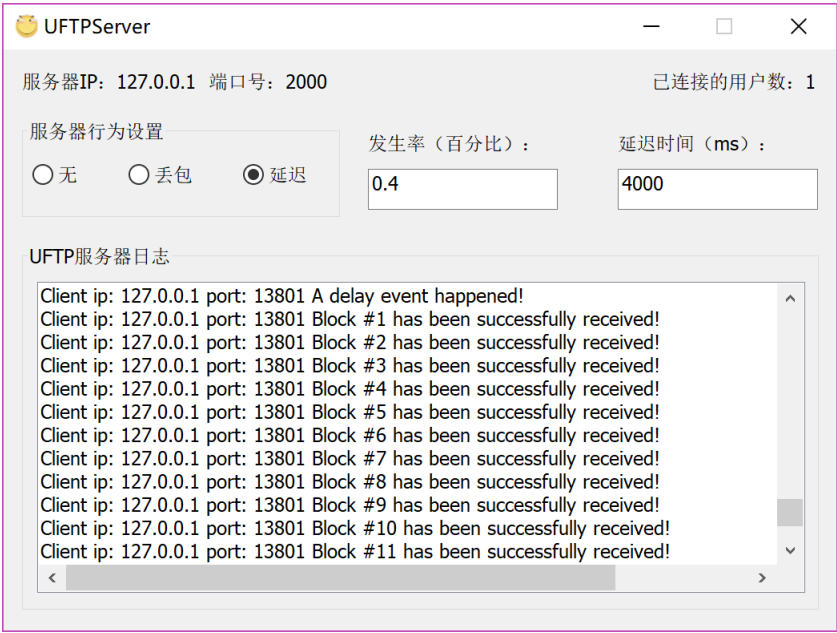 UFTPServer
服务器IP：127.0.0.1 端口号：2000 已连接的用户数：1
服务器行为设置
发生率（百分比）： 延迟时间（ms）：
无 丢包 延迟
0.4 4000
UFTP服务器日志
Client ip: 127.0.0.1 port: 13801 A delay event happened!
Client ip: 127.0.0.1 port: 13801 Block #1 has been successfully received!
Client ip: 127.0.0.1 port: 13801 Block #2 has been successfully received!
Client ip: 127.0.0.1 port: 13801 Block #3 has been successfully received!
Client ip: 127.0.0.1 port: 13801 Block #4 has been successfully received!
Client ip: 127.0.0.1 port: 13801 Block #5 has been successfully received!
Client ip: 127.0.0.1 port: 13801 Block #6 has been successfully received!
Client ip: 127.0.0.1 port: 13801 Block #7 has been successfully received!
Client ip: 127.0.0.1 port: 13801 Block #8 has been successfully received!
Client ip: 127.0.0.1 port: 13801 Block #9 has been successfully received!
Client ip: 127.0.0.1 port: 13801 Block #10 has been successfully received!
Client ip: 127.0.0.1 port: 13801 Block #11 has been successfully received!